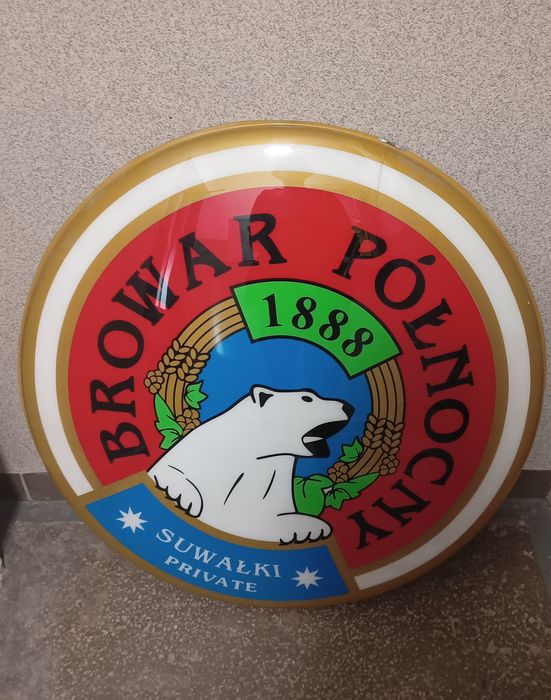 BROWAR PÓŁNOCNY
1888
SUWAŁKI
PRIVATE